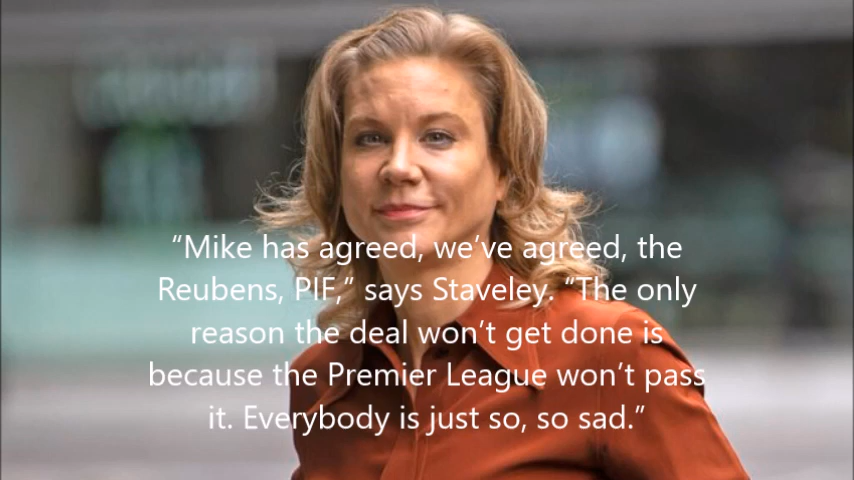 “Mike has agreed, we’ve agreed, the
Reubens, PIF,” says Staveley. “The only
reason the deal won’t get done is
because the Premier League won’t pass
it. Everybody is just so, so sad.”